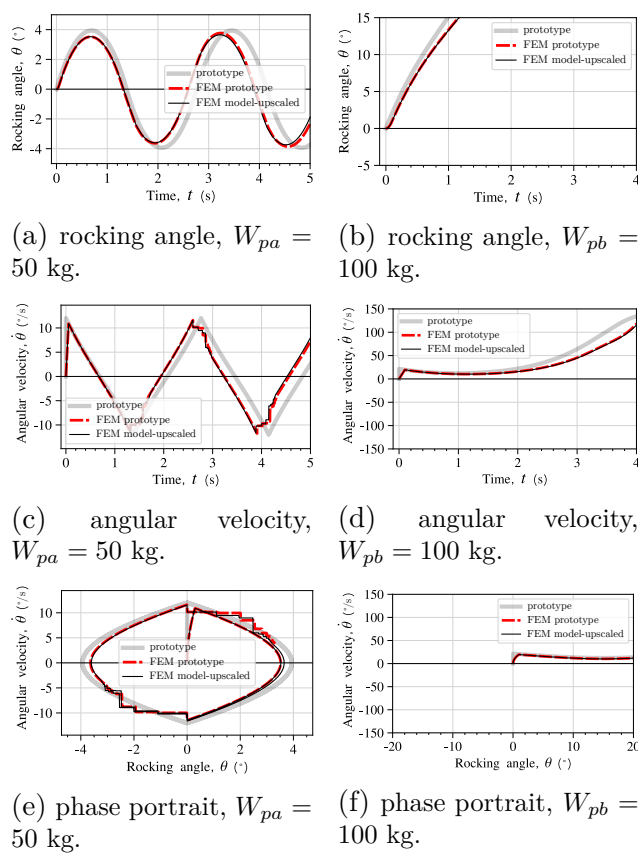 4
2
0
-2
-4
0 1 2 3 4 5
Rocking angle, θ (°)
Time, t (s)
prototype
FEM prototype
FEM model-upscaled
15
10
5
0
5
0 1 2 3 4
Rocking angle, θ (°)
Time, t (s)
prototype
FEM prototype
FEM model-upscaled
(a) rocking angle, W_pa =
50 kg.
(b) rocking angle, W_pb =
100 kg.
10
5
0
-5
-10
0 1 2 3 4 5
Angular velocity, θ̇ (°/s)
Time, t (s)
prototype
FEM prototype
FEM model-upscaled
150
100
50
0
-50
-100
-150
0 1 2 3 4
Angular velocity, θ̇ (°/s)
Time, t (s)
prototype
FEM prototype
FEM model-upscaled
(c) angular velocity,
W_pa = 50 kg.
(d) angular velocity,
W_pb = 100 kg.
10
5
0
-5
-10
-4 -2 0 2 4
Angular velocity, θ̇ (°/s)
Rocking angle, θ (°)
prototype
FEM prototype
FEM model-upscaled
150
100
50
0
-50
-100
-150
-20 -10 0 10 20
Angular velocity, θ̇ (°/s)
Rocking angle, θ (°)
prototype
FEM prototype
FEM model-upscaled
(e) phase portrait, W_pa =
50 kg.
(f) phase portrait, W_pb =
100 kg.